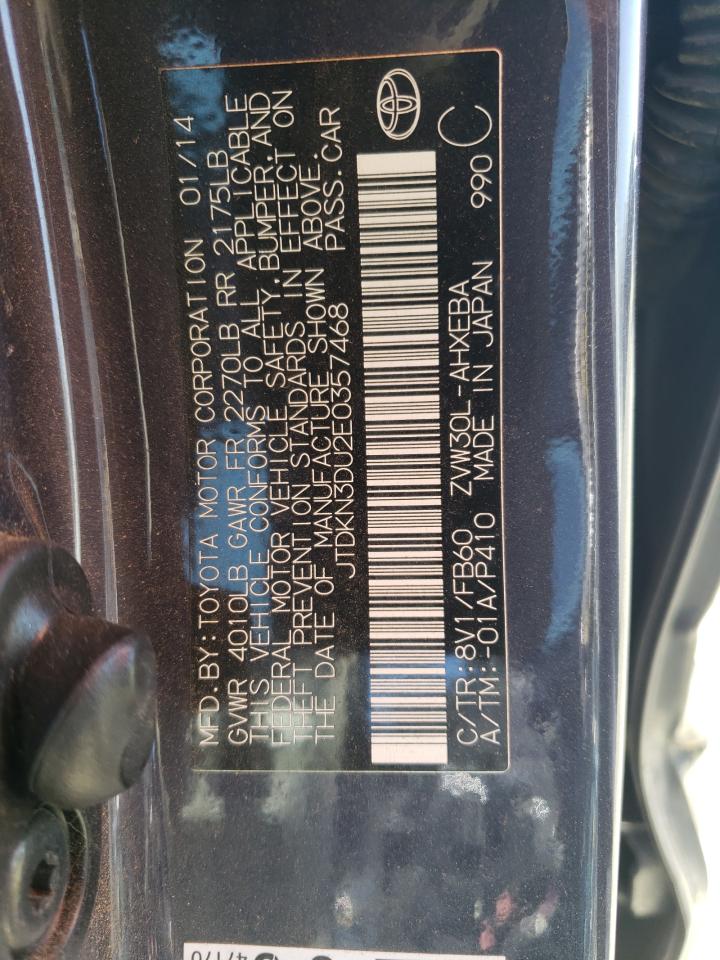 MFD.BY:TOYOTA MOTOR CORPORATION 01/14
GVWR 4010LB GAWR FR 2270LB RR 2175LB
THIS VEHICLE CONFORMS TO ALL APPLICABLE
FEDERAL MOTOR VEHICLE SAFETY,BUMPER,AND
THEFT PREVENTION STANDARDS IN EFFECT ON
THE DATE OF MANUFACTURE SHOWN ABOVE.
JTDKN3DU2E0357468 PASS.CAR
C/TR:8V1/FB60 ZVW30L-AHXEBA 990 C
A/TM:-01A/P410 MADE IN JAPAN